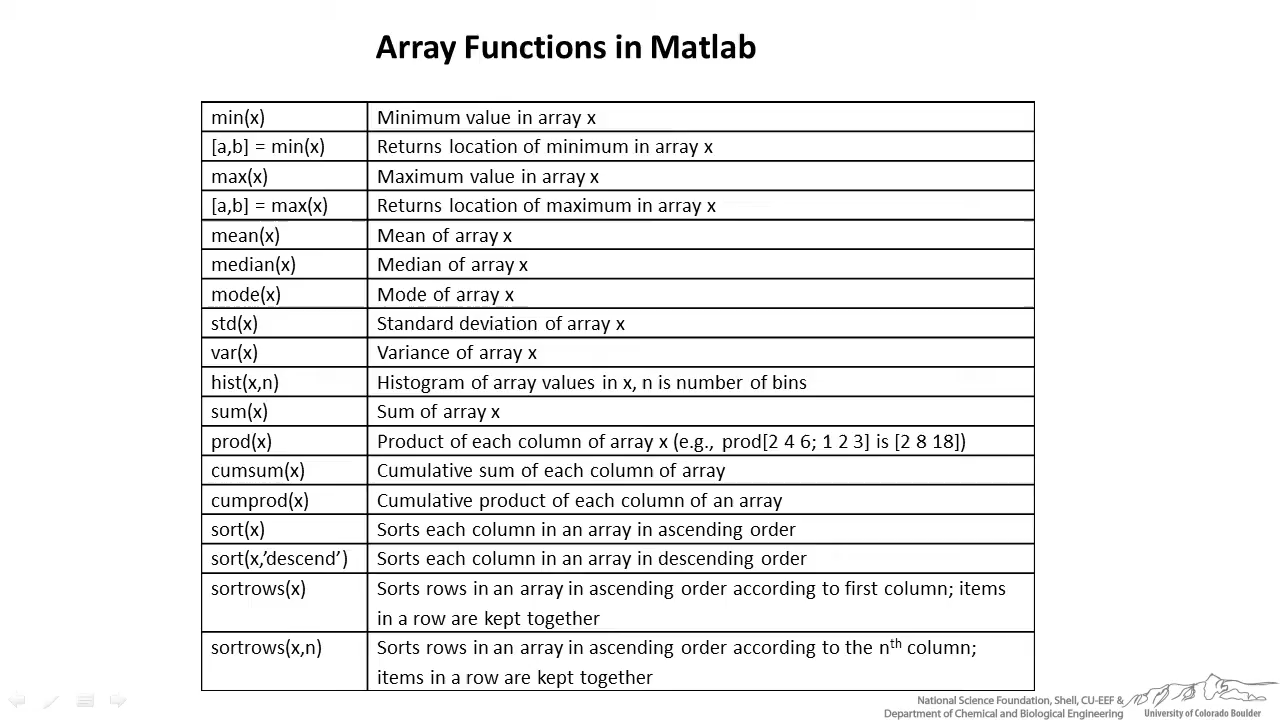 Array Functions in Matlab
min(x) Minimum value in array x
[a,b] = min(x) Returns location of minimum in array x
max(x) Maximum value in array x
[a,b] = max(x) Returns location of maximum in array x
mean(x) Mean of array x
median(x) Median of array x
mode(x) Mode of array x
std(x) Standard deviation of array x
var(x) Variance of array x
hist(x,n) Histogram of array values in x, n is number of bins
sum(x) Sum of array x
prod(x) Product of each column of array x (e.g., prod[2 4 6; 1 2 3] is [2 8 18])
cumsum(x) Cumulative sum of each column of array
cumprod(x) Cumulative product of each column of an array
sort(x) Sorts each column in an array in ascending order
sort(x,’descend’) Sorts each column in an array in descending order
sortrows(x) Sorts rows in an array in ascending order according to first column; items
in a row are kept together
sortrows(x,n) Sorts rows in an array in ascending order according to the nth column;
items in a row are kept together
National Science Foundation, Shell, CU-EEF &
Department of Chemical and Biological Engineering
University of Colorado Boulder